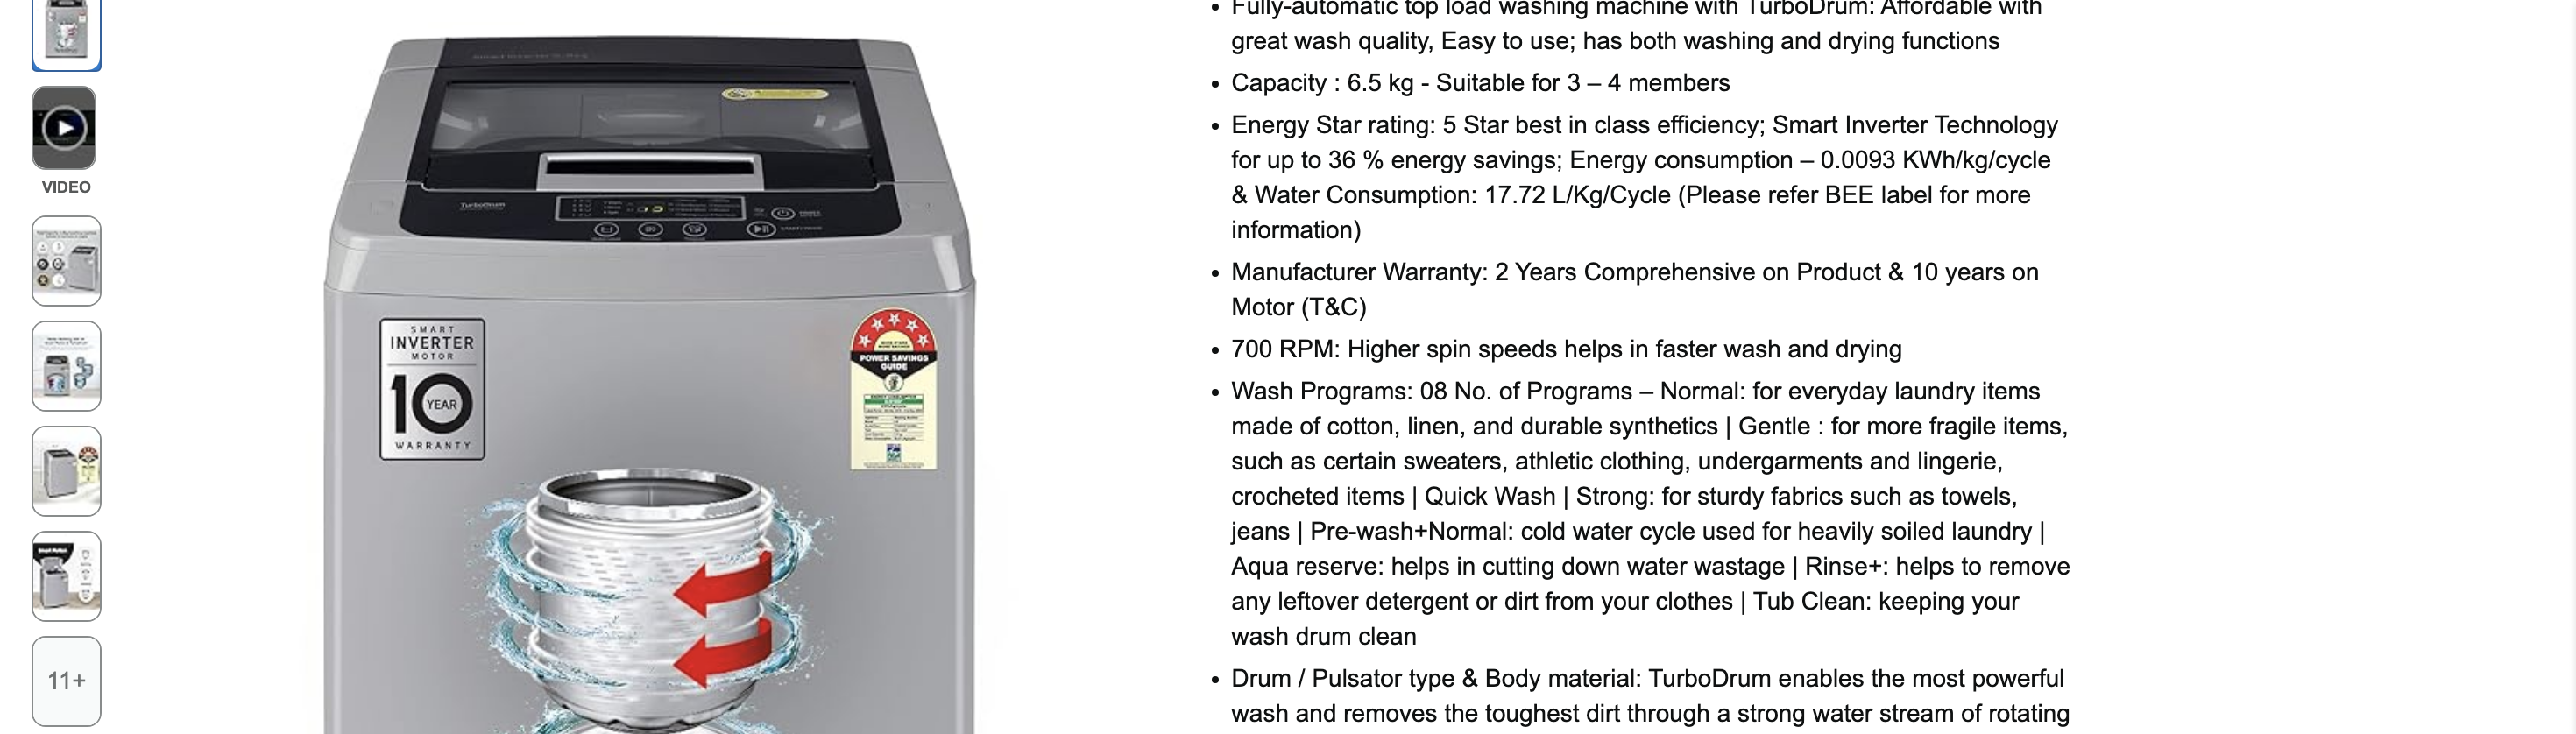 Fully-automatic top load washing machine with TurboDrum: Affordable with
great wash quality, Easy to use; has both washing and drying functions
Capacity : 6.5 kg - Suitable for 3 – 4 members
Energy Star rating: 5 Star best in class efficiency; Smart Inverter Technology
for up to 36 % energy savings; Energy consumption – 0.0093 KWh/kg/cycle
& Water Consumption: 17.72 L/Kg/Cycle (Please refer BEE label for more
information)
Manufacturer Warranty: 2 Years Comprehensive on Product & 10 years on
Motor (T&C)
700 RPM: Higher spin speeds helps in faster wash and drying
Wash Programs: 08 No. of Programs – Normal: for everyday laundry items
made of cotton, linen, and durable synthetics | Gentle : for more fragile items,
such as certain sweaters, athletic clothing, undergarments and lingerie,
crocheted items | Quick Wash | Strong: for sturdy fabrics such as towels,
jeans | Pre-wash+Normal: cold water cycle used for heavily soiled laundry |
Aqua reserve: helps in cutting down water wastage | Rinse+: helps to remove
any leftover detergent or dirt from your clothes | Tub Clean: keeping your
wash drum clean
Drum / Pulsator type & Body material: TurboDrum enables the most powerful
wash and removes the toughest dirt through a strong water stream of rotating
VIDEO
11+
TurboDrum
SMART
INVERTER
MOTOR
10
YEAR
WARRANTY
POWER SAVINGS
GUIDE